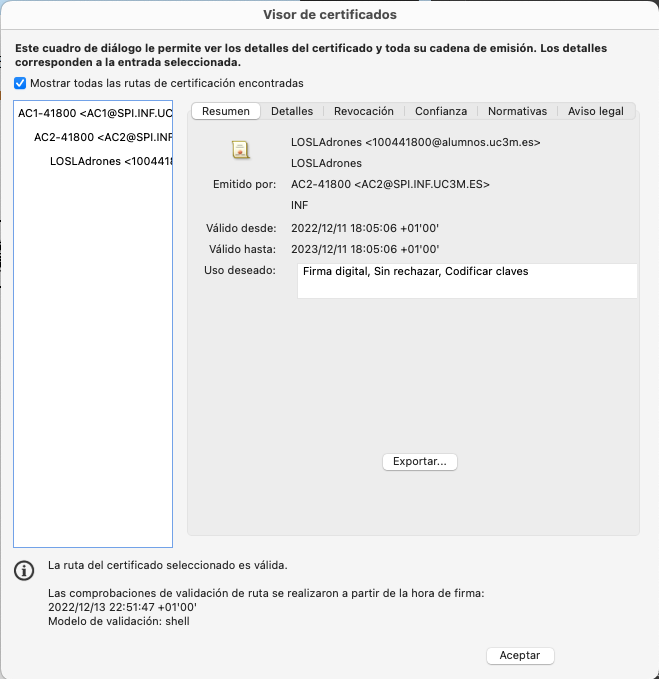 Visor de certificados
Este cuadro de diálogo le permite ver los detalles del certificado y toda su cadena de emisión. Los detalles
corresponden a la entrada seleccionada.
Mostrar todas las rutas de certificación encontradas
AC1-41800 <AC1@SPI.INF.UC
AC2-41800 <AC2@SPI.INF
LOSLAdrones <1004418
Resumen Detalles Revocación Confianza Normativas Aviso legal
LOSLAdrones <100441800@alumnos.uc3m.es>
LOSLAdrones
Emitido por: AC2-41800 <AC2@SPI.INF.UC3M.ES>
INF
Válido desde: 2022/12/11 18:05:06 +01'00'
Válido hasta: 2023/12/11 18:05:06 +01'00'
Uso deseado: Firma digital, Sin rechazar, Codificar claves
Exportar...
La ruta del certificado seleccionado es válida.
Las comprobaciones de validación de ruta se realizaron a partir de la hora de firma:
2022/12/13 22:51:47 +01'00'
Modelo de validación: shell
Aceptar